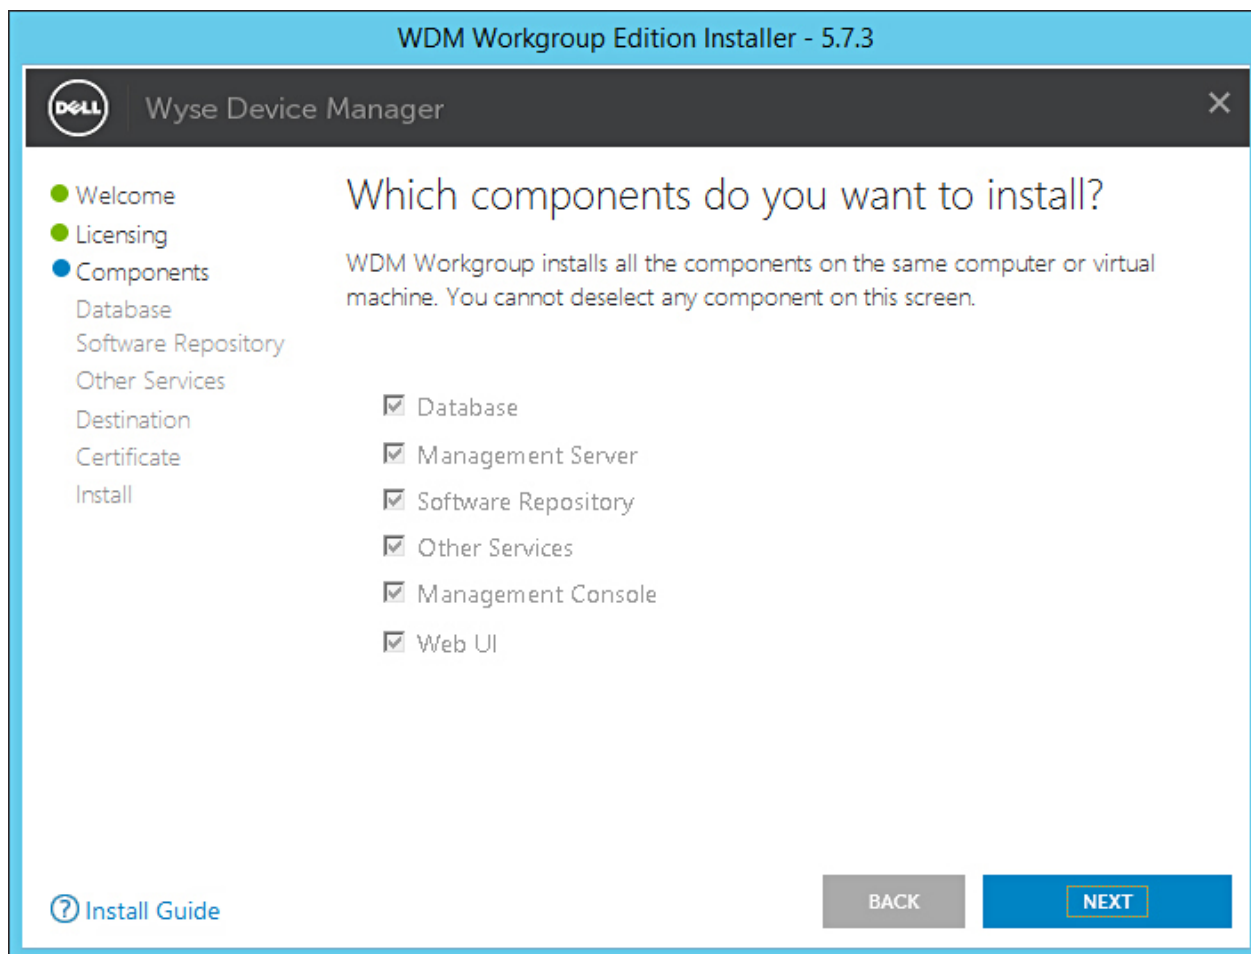 WDM Workgroup Edition Installer - 5.7.3
DELL
Wyse Device Manager
Welcome
Licensing
Components
Database
Software Repository
Other Services
Destination
Certificate
Install
Which components do you want to install?
WDM Workgroup installs all the components on the same computer or virtual
machine. You cannot deselect any component on this screen.
Database
Management Server
Software Repository
Other Services
Management Console
Web UI
? Install Guide
BACK
NEXT